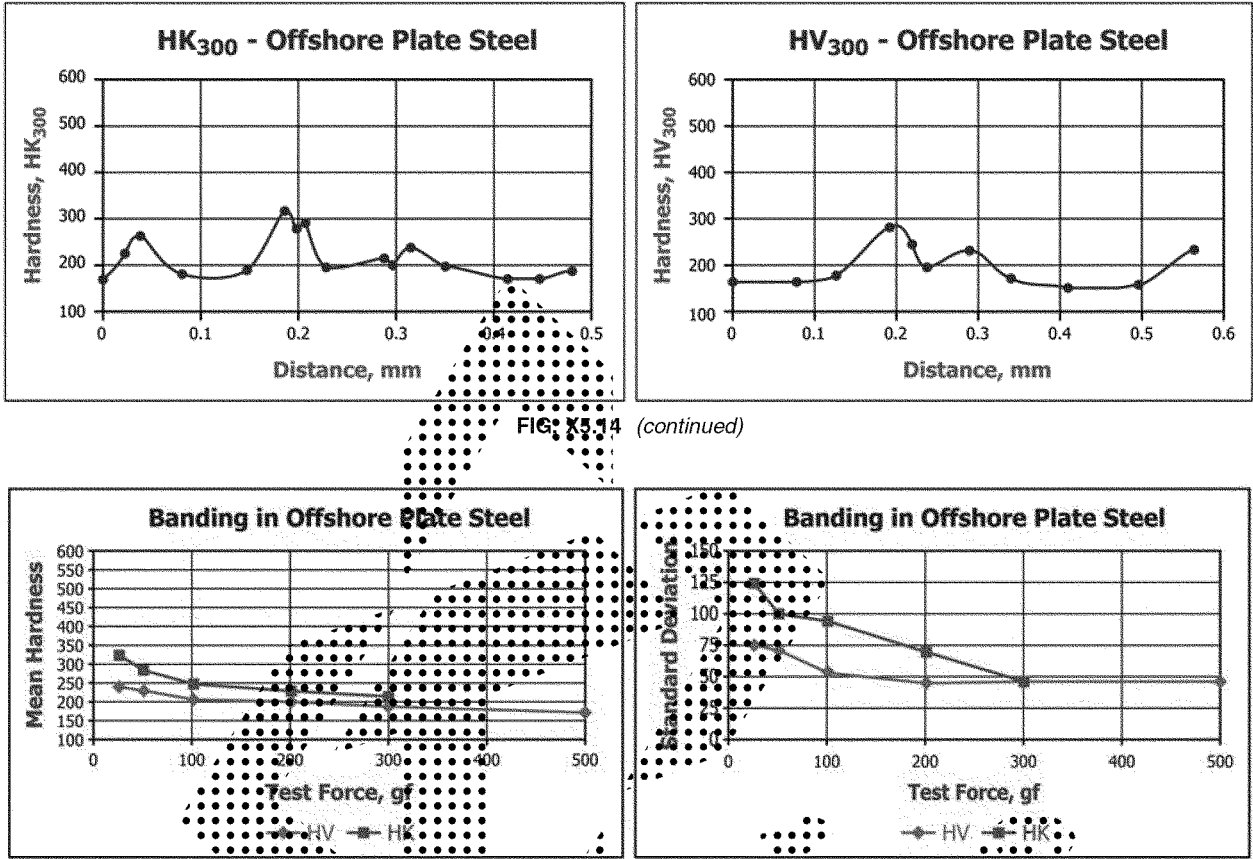 HK300 - Offshore Plate Steel
Hardness, HK300
600
500
400
300
200
100
0 0.1 0.2 0.3 0.4 0.5
Distance, mm
HV300 - Offshore Plate Steel
Hardness, HV300
600
500
400
300
200
100
0 0.1 0.2 0.3 0.4 0.5 0.6
Distance, mm
FIG. X5.14 (continued)
Banding in Offshore Plate Steel
Mean Hardness
600
550
500
450
400
350
300
250
200
150
100
0 100 200 300 400 500
Test Force, gf
HV HK
Banding in Offshore Plate Steel
Standard Deviation
150
125
100
75
50
25
0
0 100 200 300 400 500
Test Force, gf
HV HK